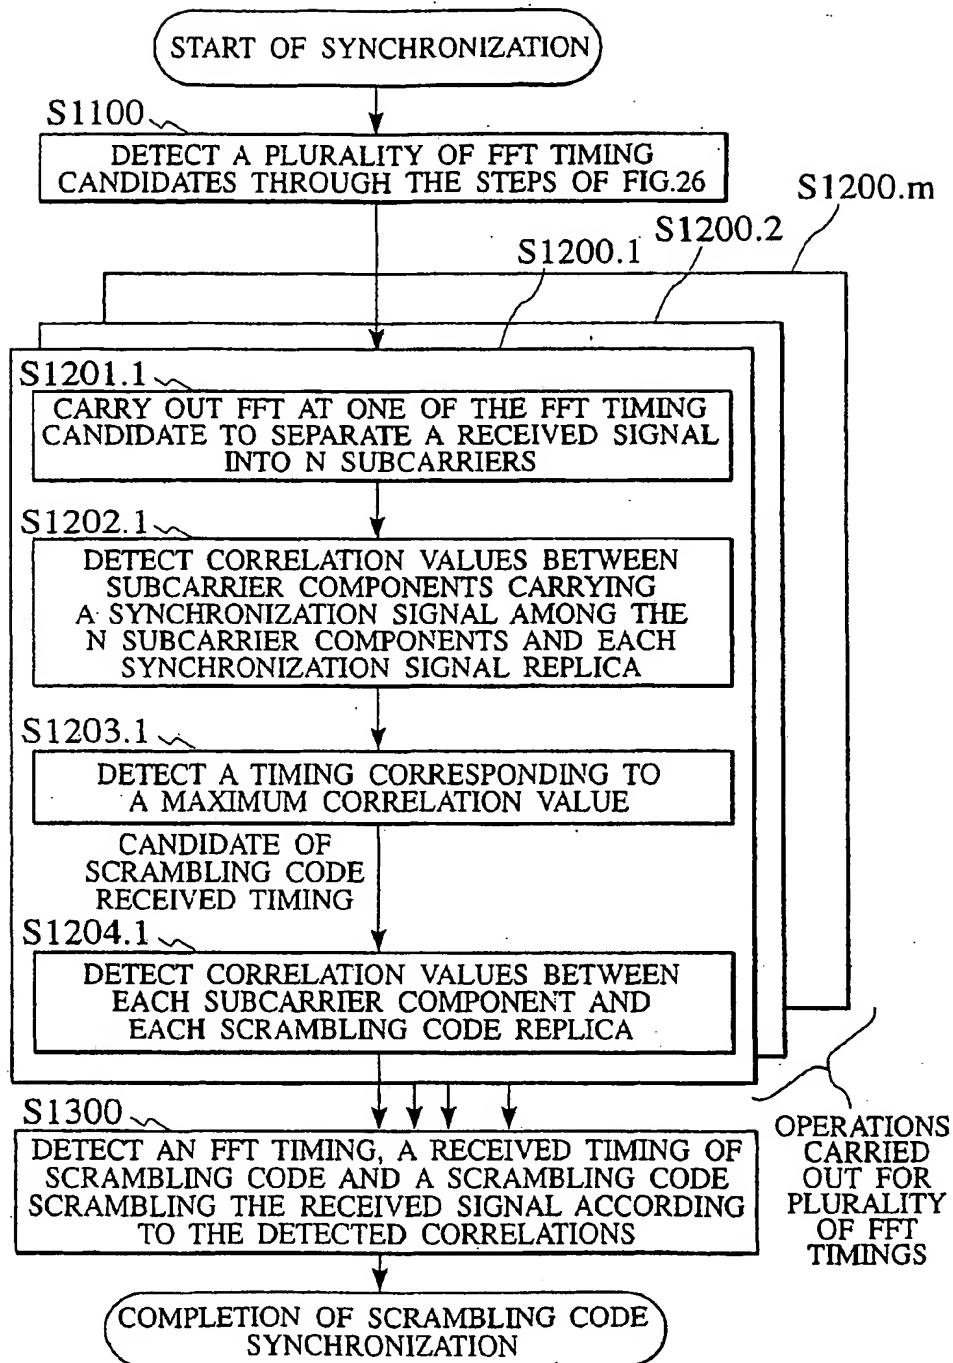 START OF SYNCHRONIZATION
S1100
DETECT A PLURALITY OF FFT TIMING
CANDIDATES THROUGH THE STEPS OF FIG.26
S1200.m
S1200.2
S1200.1
S1201.1
CARRY OUT FFT AT ONE OF THE FFT TIMING
CANDIDATE TO SEPARATE A RECEIVED SIGNAL
INTO N SUBCARRIERS
S1202.1
DETECT CORRELATION VALUES BETWEEN
SUBCARRIER COMPONENTS CARRYING
A SYNCHRONIZATION SIGNAL AMONG THE
N SUBCARRIER COMPONENTS AND EACH
SYNCHRONIZATION SIGNAL REPLICA
S1203.1
DETECT A TIMING CORRESPONDING TO
A MAXIMUM CORRELATION VALUE
CANDIDATE OF
SCRAMBLING CODE
RECEIVED TIMING
S1204.1
DETECT CORRELATION VALUES BETWEEN
EACH SUBCARRIER COMPONENT AND
EACH SCRAMBLING CODE REPLICA
S1300
DETECT AN FFT TIMING, A RECEIVED TIMING OF
SCRAMBLING CODE AND A SCRAMBLING CODE
SCRAMBLING THE RECEIVED SIGNAL ACCORDING
TO THE DETECTED CORRELATIONS
OPERATIONS
CARRIED
OUT FOR
PLURALITY
OF FFT
TIMINGS
COMPLETION OF SCRAMBLING CODE
SYNCHRONIZATION